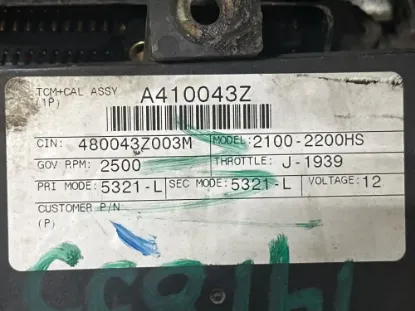 TCM+CAL ASSY A410043Z
(1P)
CIN: 480043Z003M MODEL: 2100-2200HS
GOV RPM: 2500 THROTTLE: J-1939
PRI MODE: 5321-L SEC MODE: 5321-L VOLTAGE: 12
CUSTOMER P/N
(P)